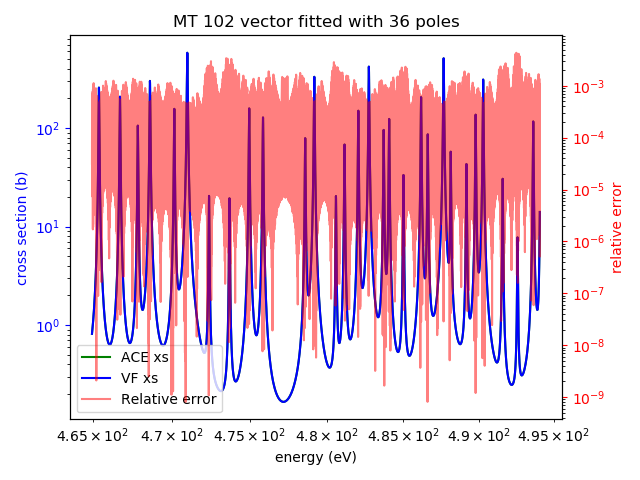 MT 102 vector fitted with 36 poles
cross section (b)
10²
10¹
10⁰
10⁻³
10⁻⁴
10⁻⁵
10⁻⁶
10⁻⁷
10⁻⁸
10⁻⁹
relative error
ACE xs
VF xs
Relative error
4.65 × 10² 4.7 × 10² 4.75 × 10² 4.8 × 10² 4.85 × 10² 4.9 × 10² 4.95 × 10²
energy (eV)